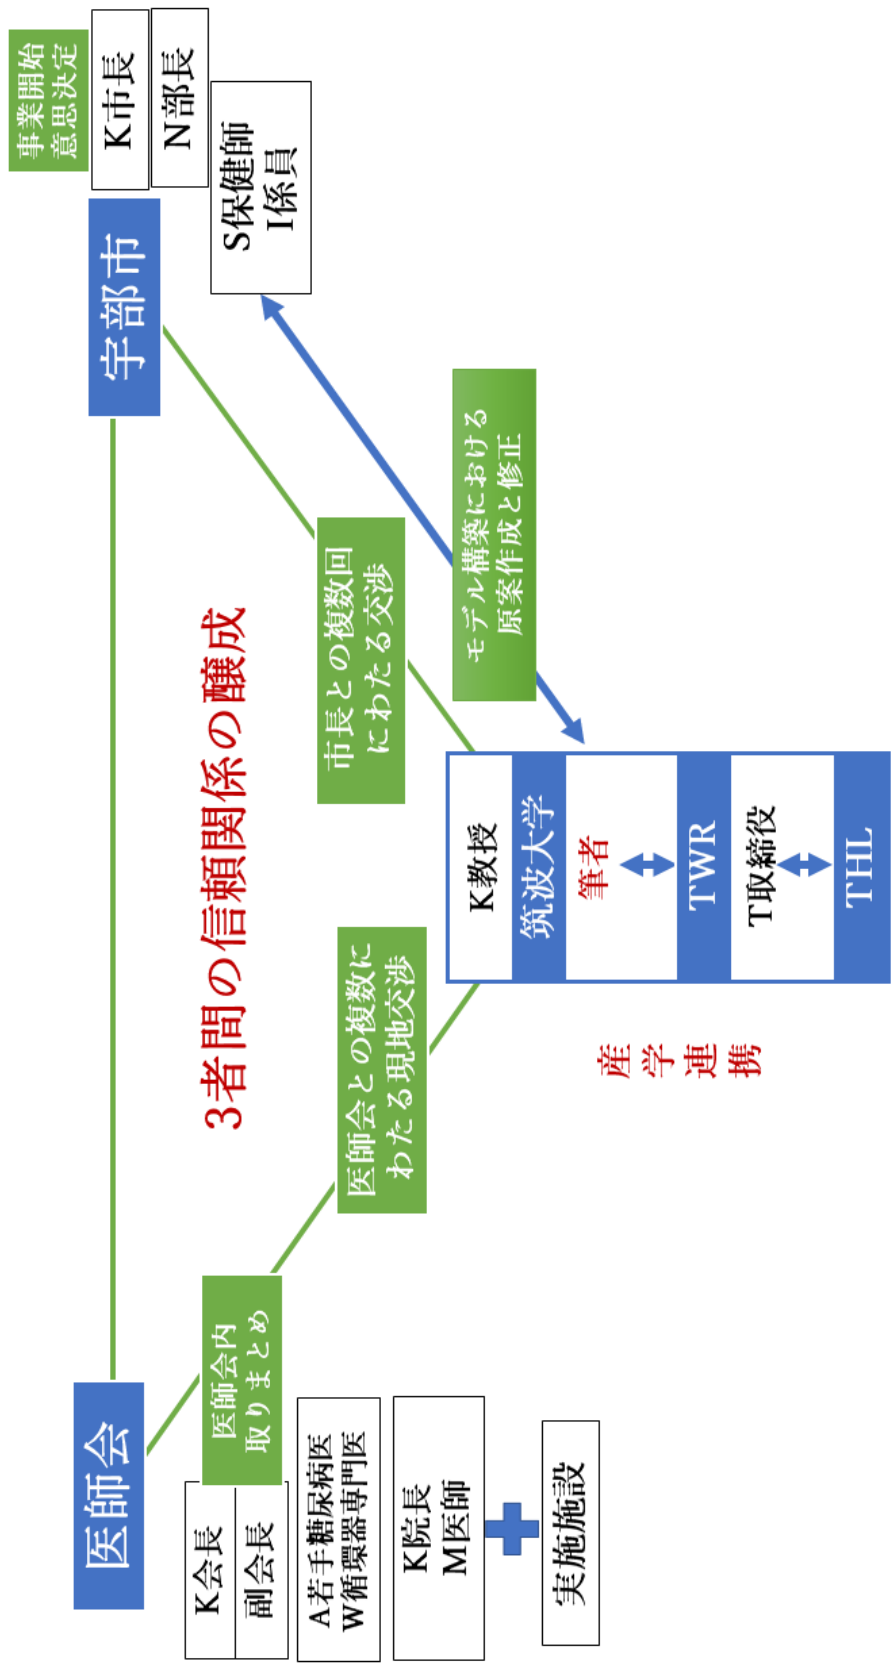 医師会
宇部市
事業開始
意思決定
K市長
N部長
S保健師
I係員
3者間の信頼関係の醸成
医師会内
取りまとめ
K会長
副会長
A若手糖尿病医
W循環器専門医
K院長
M医師
実施施設
医師会との複数に
わたる現地交渉
市長との複数回
にわたる交渉
モデル構築における
原案作成と修正
K教授
筑波大学
筆者
TWR
T取締役
THL
産
学
連
携